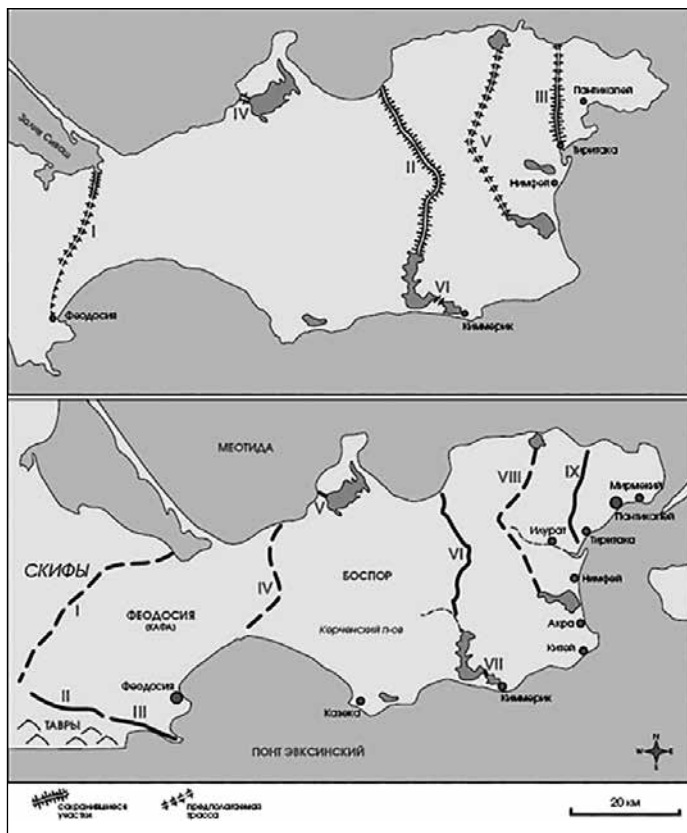 IV
Пантикапей
III
Залив Сиваш
Тиритака
V
II
Нимфей
I
VI
Феодосия
Киммерик
МЕОТИДА
VIII
IX
Мирмекий
V
Пантикапей
Илурат
Тиритака
СКИФЫ
IV
VI
БОСПОР
Нимфей
I
ФЕОДОСИЯ
(КАФА)
Керченский п-ов
Акра
Китей
Феодосия
VII
II
Киммерик
III
Казека
ТАВРЫ
ПОНТ ЭВКСИНСКИЙ
N
W E
S
сохранившиеся
участки
предполагаемая
трасса
20 км